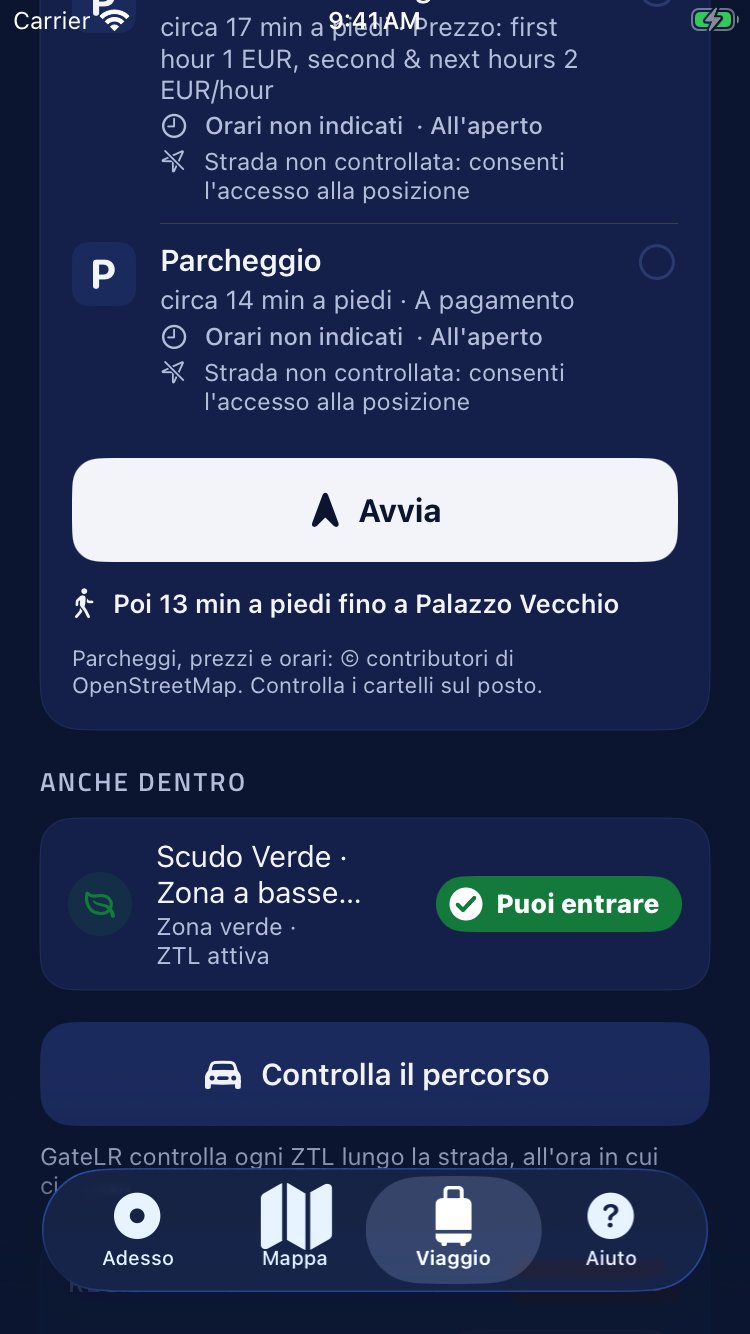 Carrier 9:41 AM
circa 17 min a piedi · Prezzo: first
hour 1 EUR, second & next hours 2
EUR/hour
Orari non indicati · All'aperto
Strada non controllata: consenti
l'accesso alla posizione
P
Parcheggio
circa 14 min a piedi · A pagamento
Orari non indicati · All'aperto
Strada non controllata: consenti
l'accesso alla posizione
Avvia
Poi 13 min a piedi fino a Palazzo Vecchio
Parcheggi, prezzi e orari: © contributori di
OpenStreetMap. Controlla i cartelli sul posto.
ANCHE DENTRO
Scudo Verde ·
Zona a basse...
Zona verde ·
ZTL attiva
Puoi entrare
Controlla il percorso
GateLR controlla ogni ZTL lungo la strada, all'ora in cui
Adesso
Mappa
Viaggio
? Aiuto